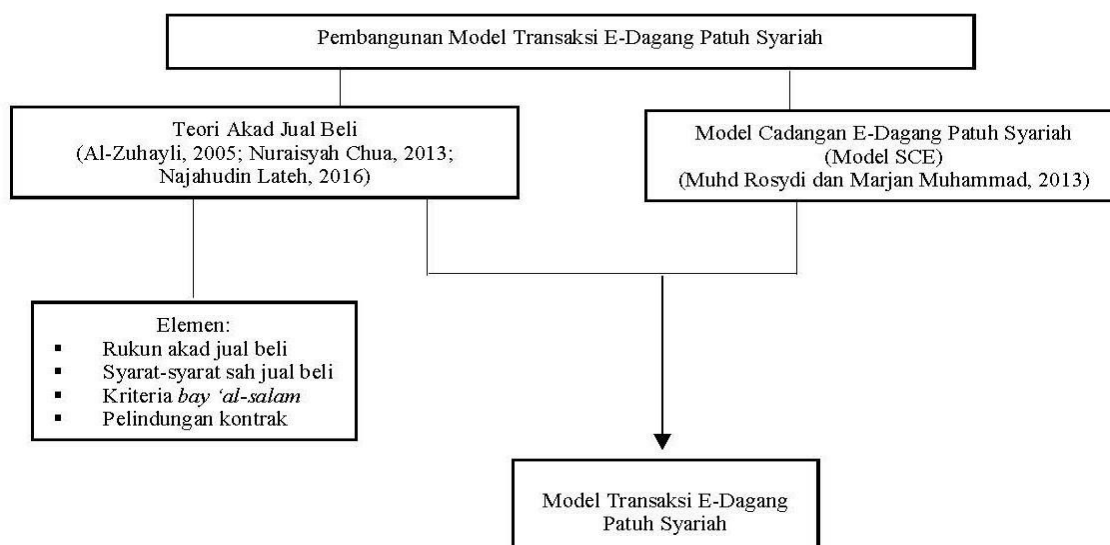 Pembangunan Model Transaksi E-Dagang Patuh Syariah
Teori Akad Jual Beli
(Al-Zuhayli, 2005; Nuraisyah Chua, 2013;
Najahudin Lateh, 2016)
Model Cadangan E-Dagang Patuh Syariah
(Model SCE)
(Muhd Rosydi dan Marjan Muhammad, 2013)
Elemen:
▪ Rukun akad jual beli
▪ Syarat-syarat sah jual beli
▪ Kriteria bay ‘al-salam
▪ Pelindungan kontrak
Model Transaksi E-Dagang
Patuh Syariah